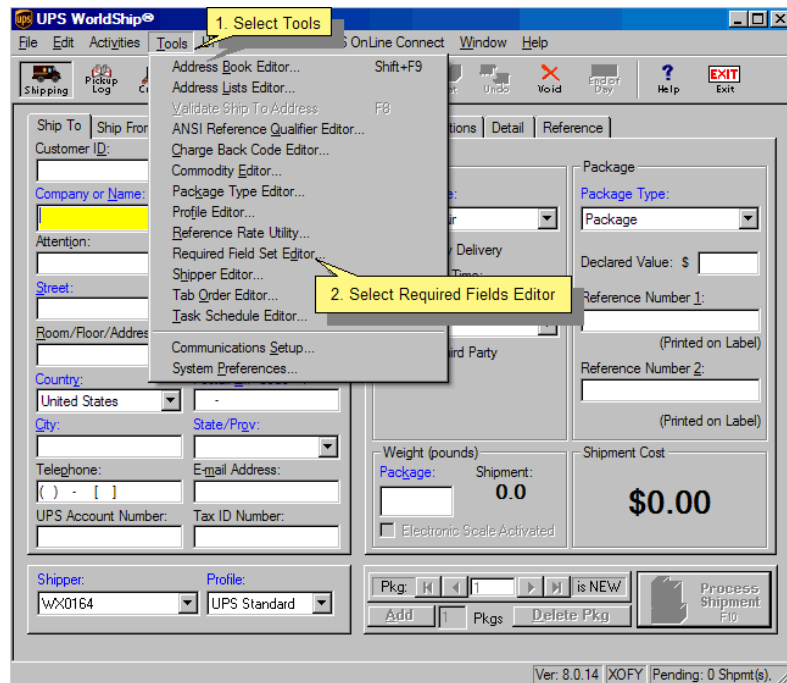 UPS WorldShip®
1. Select Tools
File Edit Activities Tools OnLine Connect Window Help
Shipping Pickup Log Undo Void End of Day Help EXIT Exit
Address Book Editor... Shift+F9
Address Lists Editor...
Validate Ship To Address F8
ANSI Reference Qualifier Editor...
Charge Back Code Editor...
Commodity Editor...
Package Type Editor...
Profile Editor...
Reference Rate Utility...
Required Field Set Editor...
Shipper Editor...
Tab Order Editor...
Task Schedule Editor...
Communications Setup...
System Preferences...
2. Select Required Fields Editor
Ship To Ship From
Customer ID:
Company or Name:
Attention:
Street:
Room/Floor/Address
Country:
United States
-
City: State/Prov:
Telephone: E-mail Address:
( ) - [ ]
UPS Account Number: Tax ID Number:
Detail Reference
Delivery
Time:
Third Party
Package
Package Type:
Package
Declared Value: $
Reference Number 1:
(Printed on Label)
Reference Number 2:
(Printed on Label)
Weight (pounds)
Package: Shipment:
0.0
Electronic Scale Activated
Shipment Cost
$0.00
Shipper: Profile:
WX0164 UPS Standard
Pkg: 1 is NEW
Add 1 Pkgs Delete Pkg
Process Shipment F10
Ver: 8.0.14 XOFY Pending: 0 Shpmt(s),